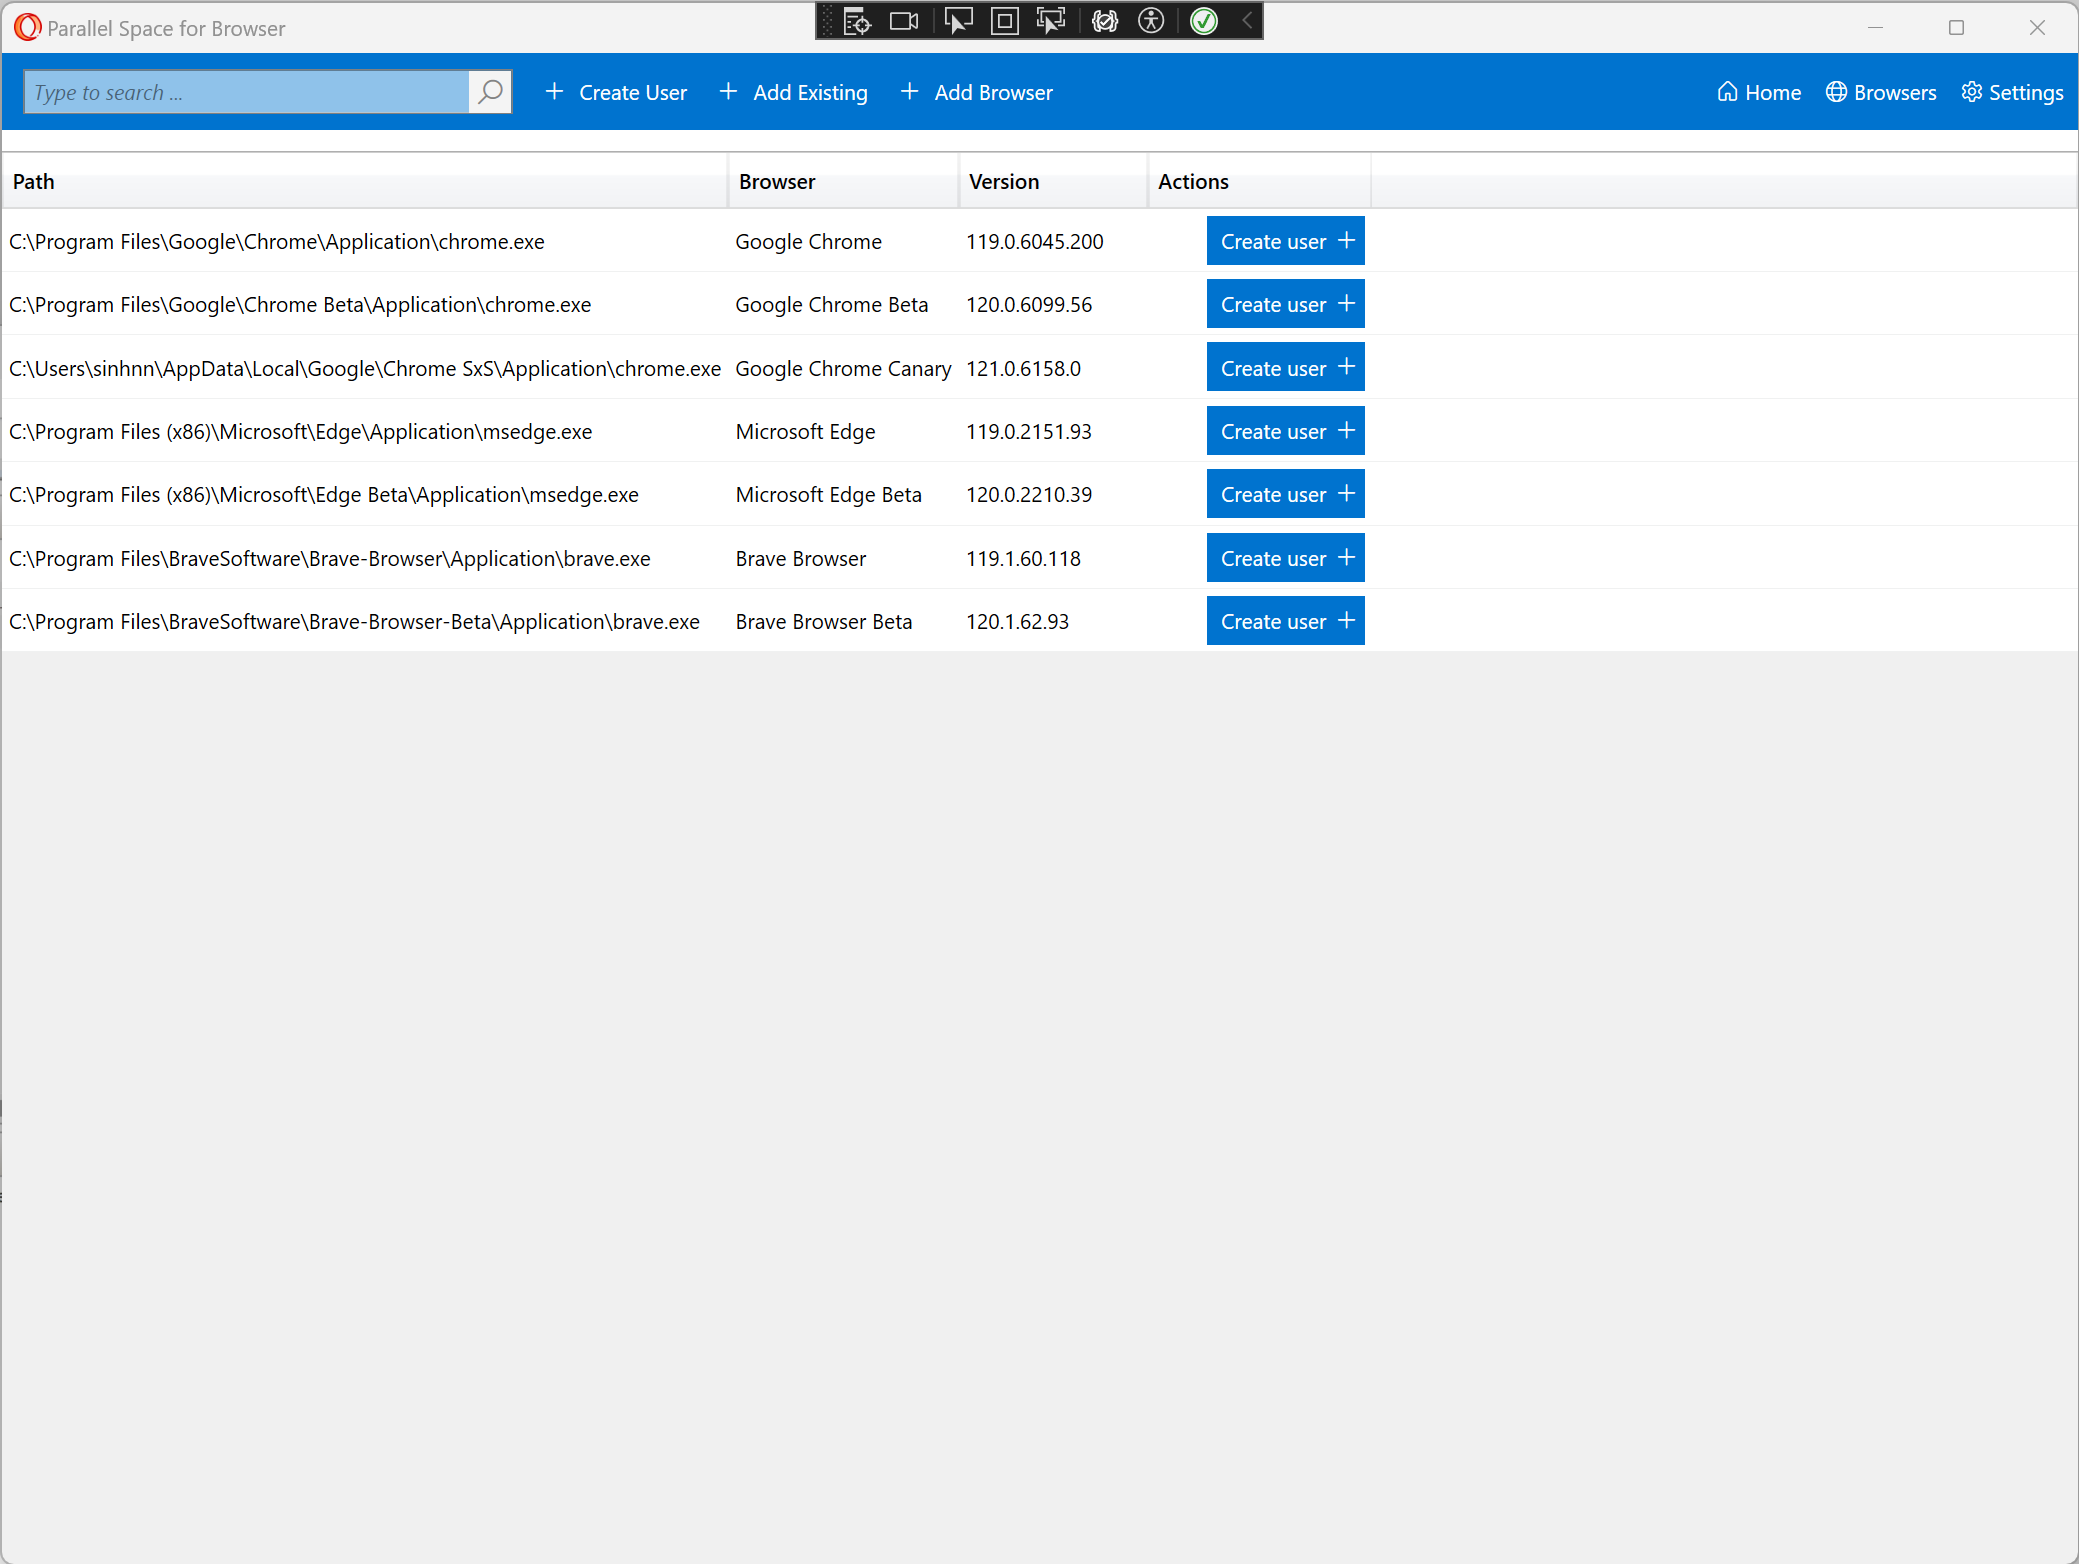 Parallel Space for Browser
Type to search ...
Create User
Add Existing
Add Browser
Home
Browsers
Settings
Path Browser Version Actions
C:\Program Files\Google\Chrome\Application\chrome.exe Google Chrome 119.0.6045.200 Create user
C:\Program Files\Google\Chrome Beta\Application\chrome.exe Google Chrome Beta 120.0.6099.56 Create user
C:\Users\sinhnn\AppData\Local\Google\Chrome SxS\Application\chrome.exe Google Chrome Canary 121.0.6158.0 Create user
C:\Program Files (x86)\Microsoft\Edge\Application\msedge.exe Microsoft Edge 119.0.2151.93 Create user
C:\Program Files (x86)\Microsoft\Edge Beta\Application\msedge.exe Microsoft Edge Beta 120.0.2210.39 Create user
C:\Program Files\BraveSoftware\Brave-Browser\Application\brave.exe Brave Browser 119.1.60.118 Create user
C:\Program Files\BraveSoftware\Brave-Browser-Beta\Application\brave.exe Brave Browser Beta 120.1.62.93 Create user